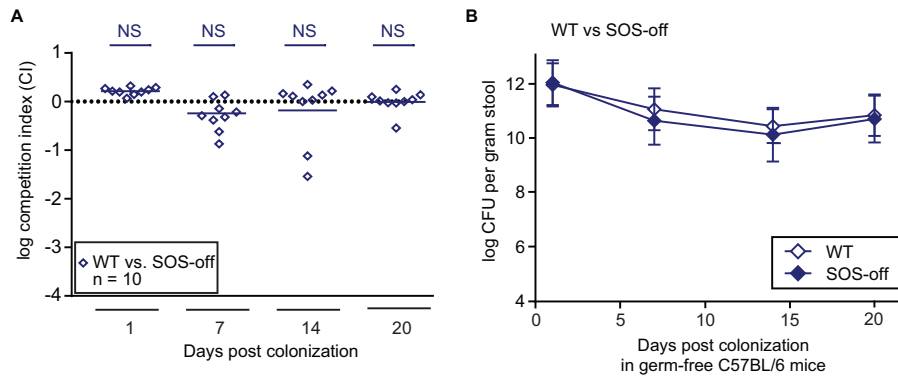 A
NS NS NS NS
log competition index (CI)
1
0
-1
-2
-3
-4
WT vs. SOS-off
n = 10
1 7 14 20
Days post colonization
B
WT vs SOS-off
log CFU per gram stool
12
10
8
6
4
WT
SOS-off
0 5 10 15 20
Days post colonization
in germ-free C57BL/6 mice